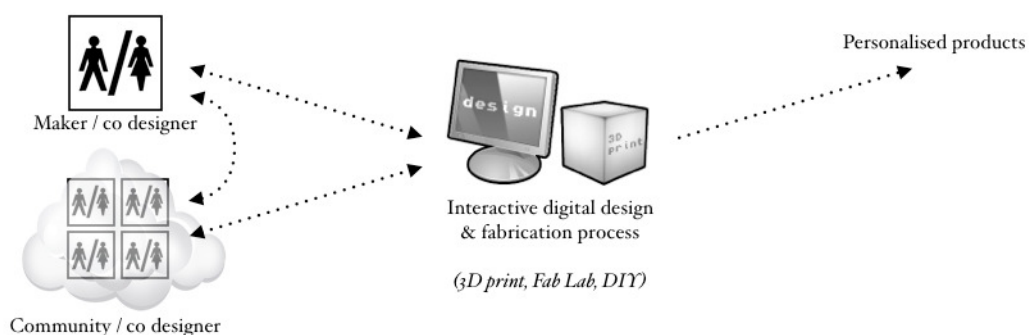 Personalised products
Maker / co designer
design
3D
print
Interactive digital design
& fabrication process
(3D print, Fab Lab, DIY)
Community / co designer